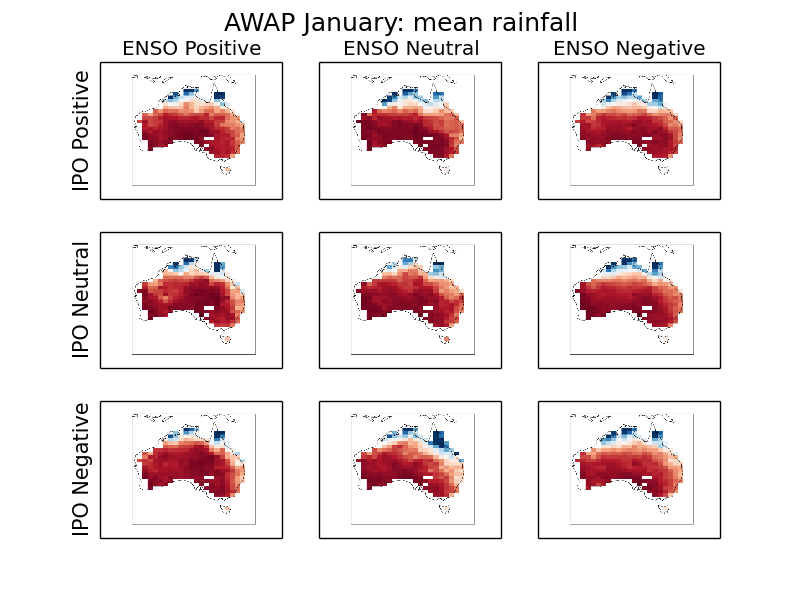 AWAP January: mean rainfall
ENSO Positive ENSO Neutral ENSO Negative
IPO Positive
IPO Neutral
IPO Negative